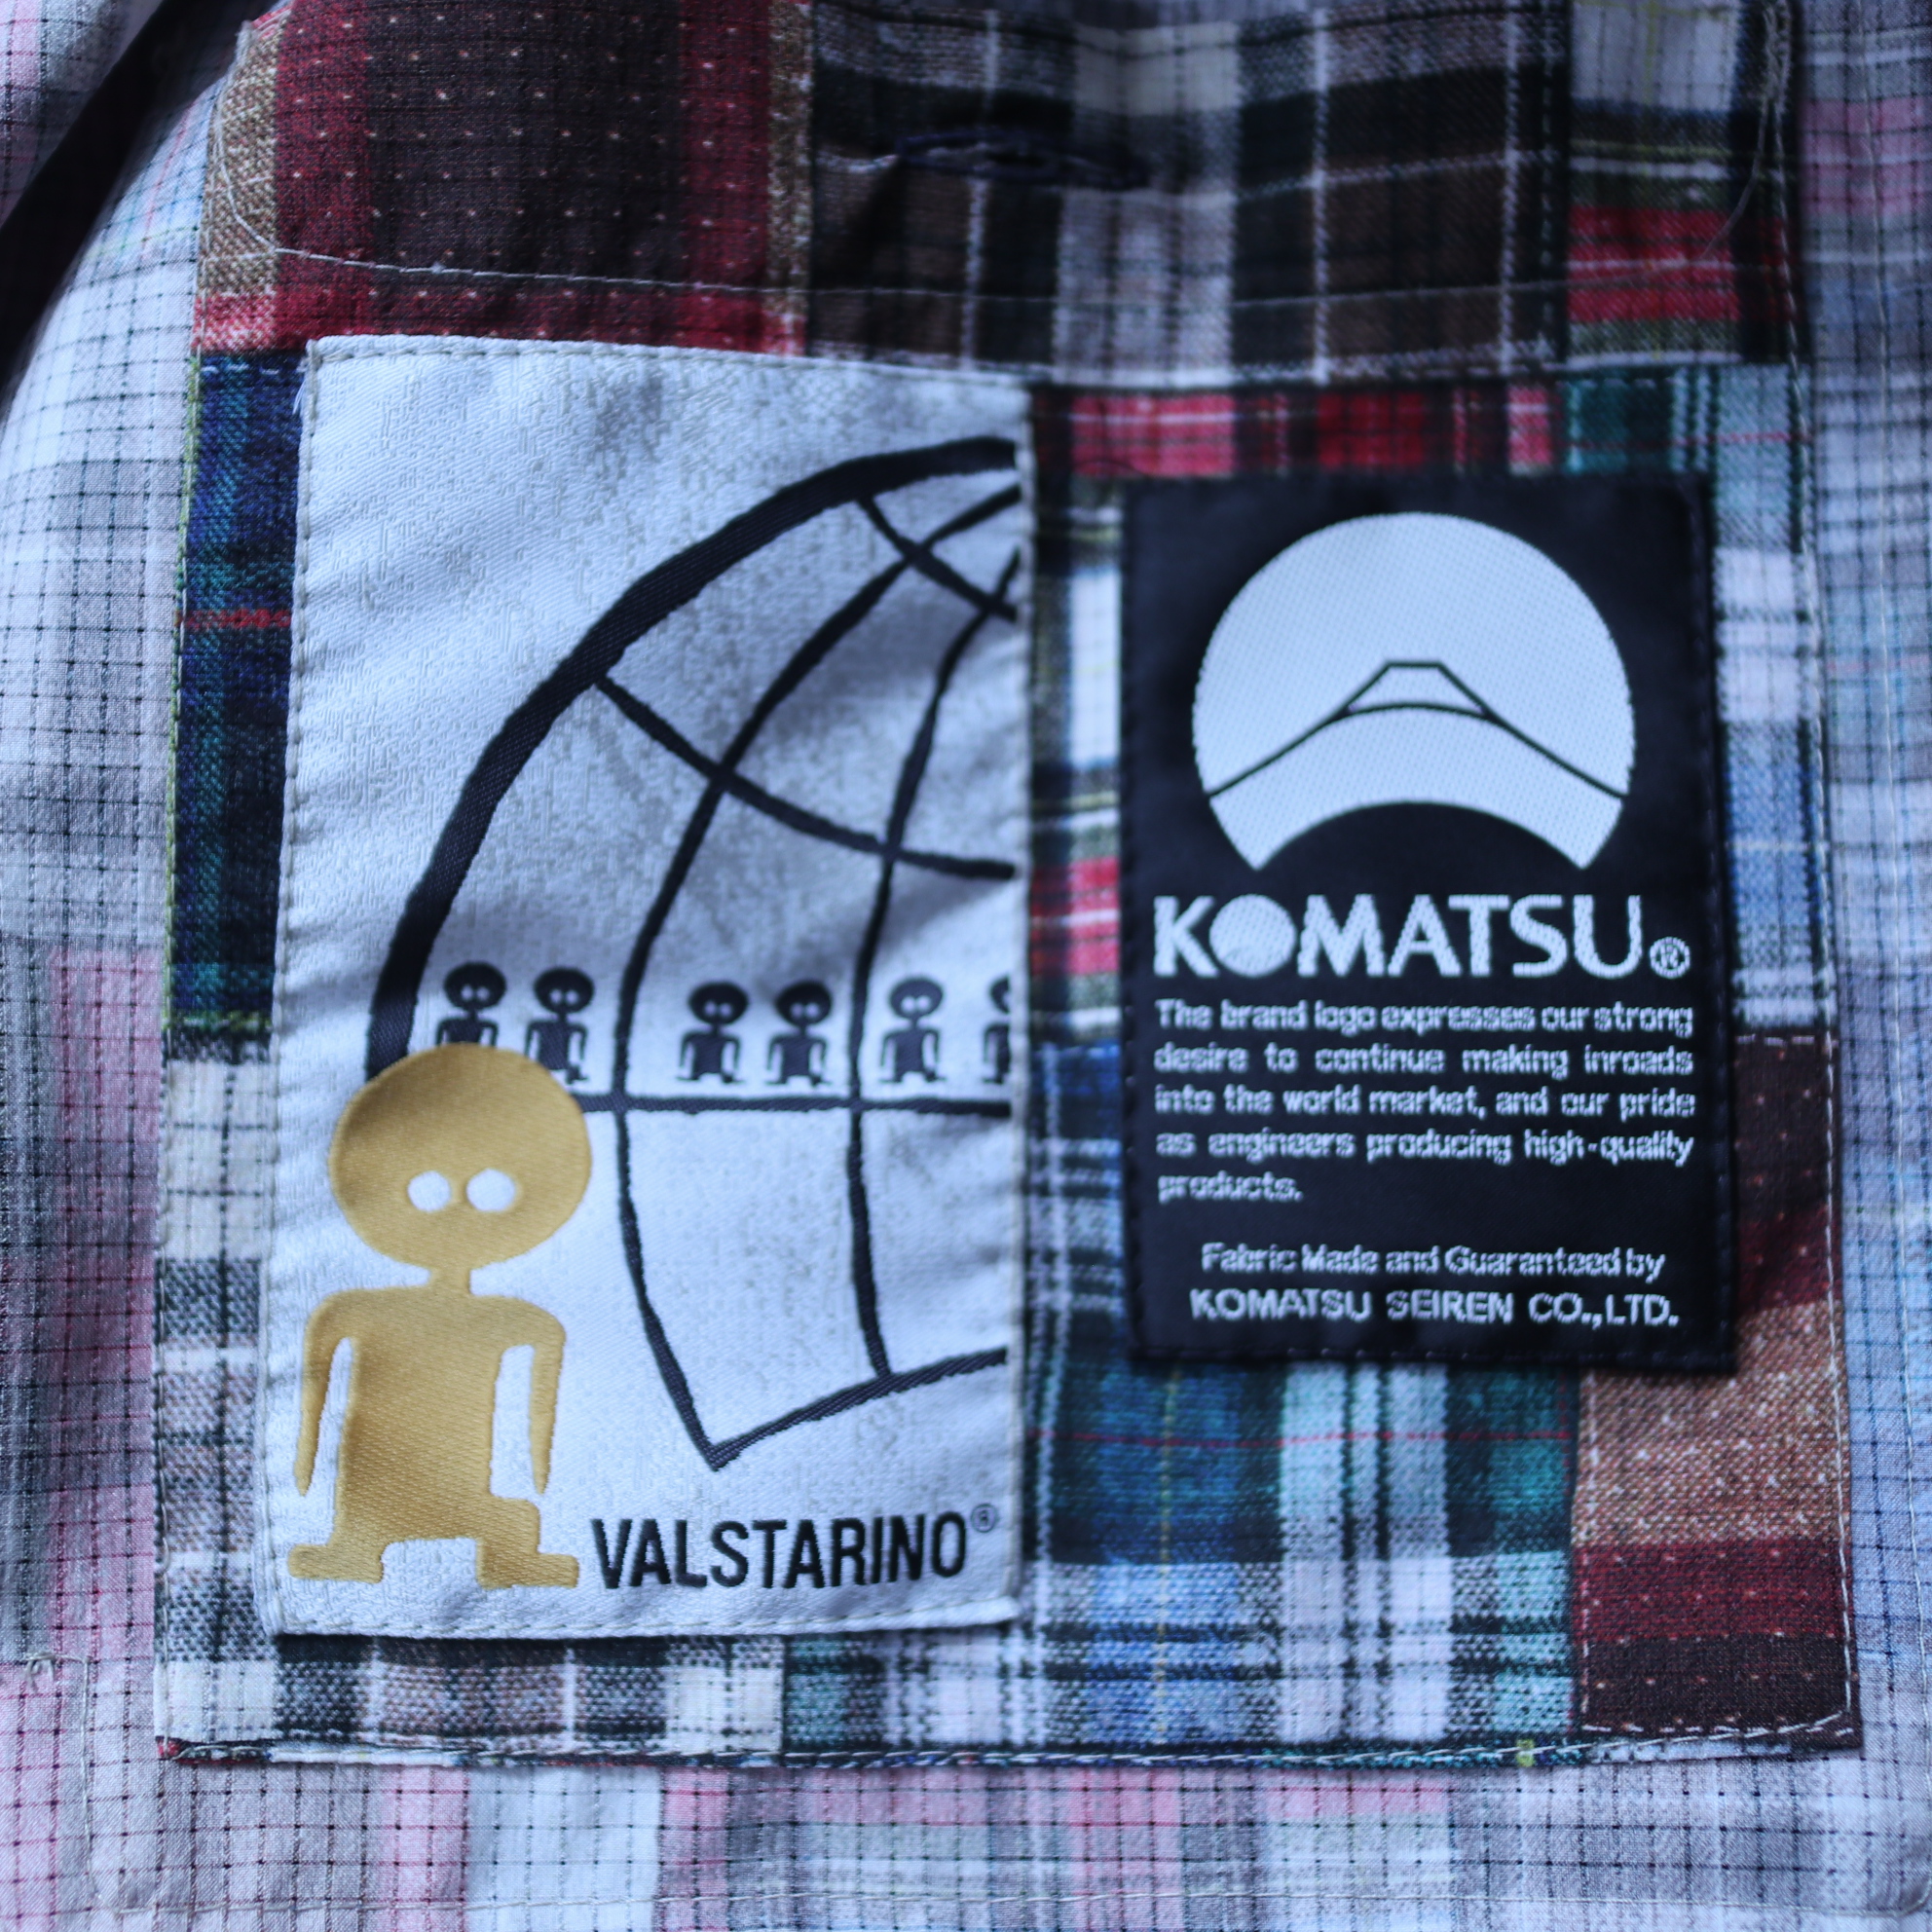 VALSTARINO®
KOMATSU®
The brand logo expresses our strong
desire to continue making inroads
into the world market, and our pride
as engineers producing high-quality
products.
Fabric Made and Guaranteed by
KOMATSU SEIREN CO.,LTD.